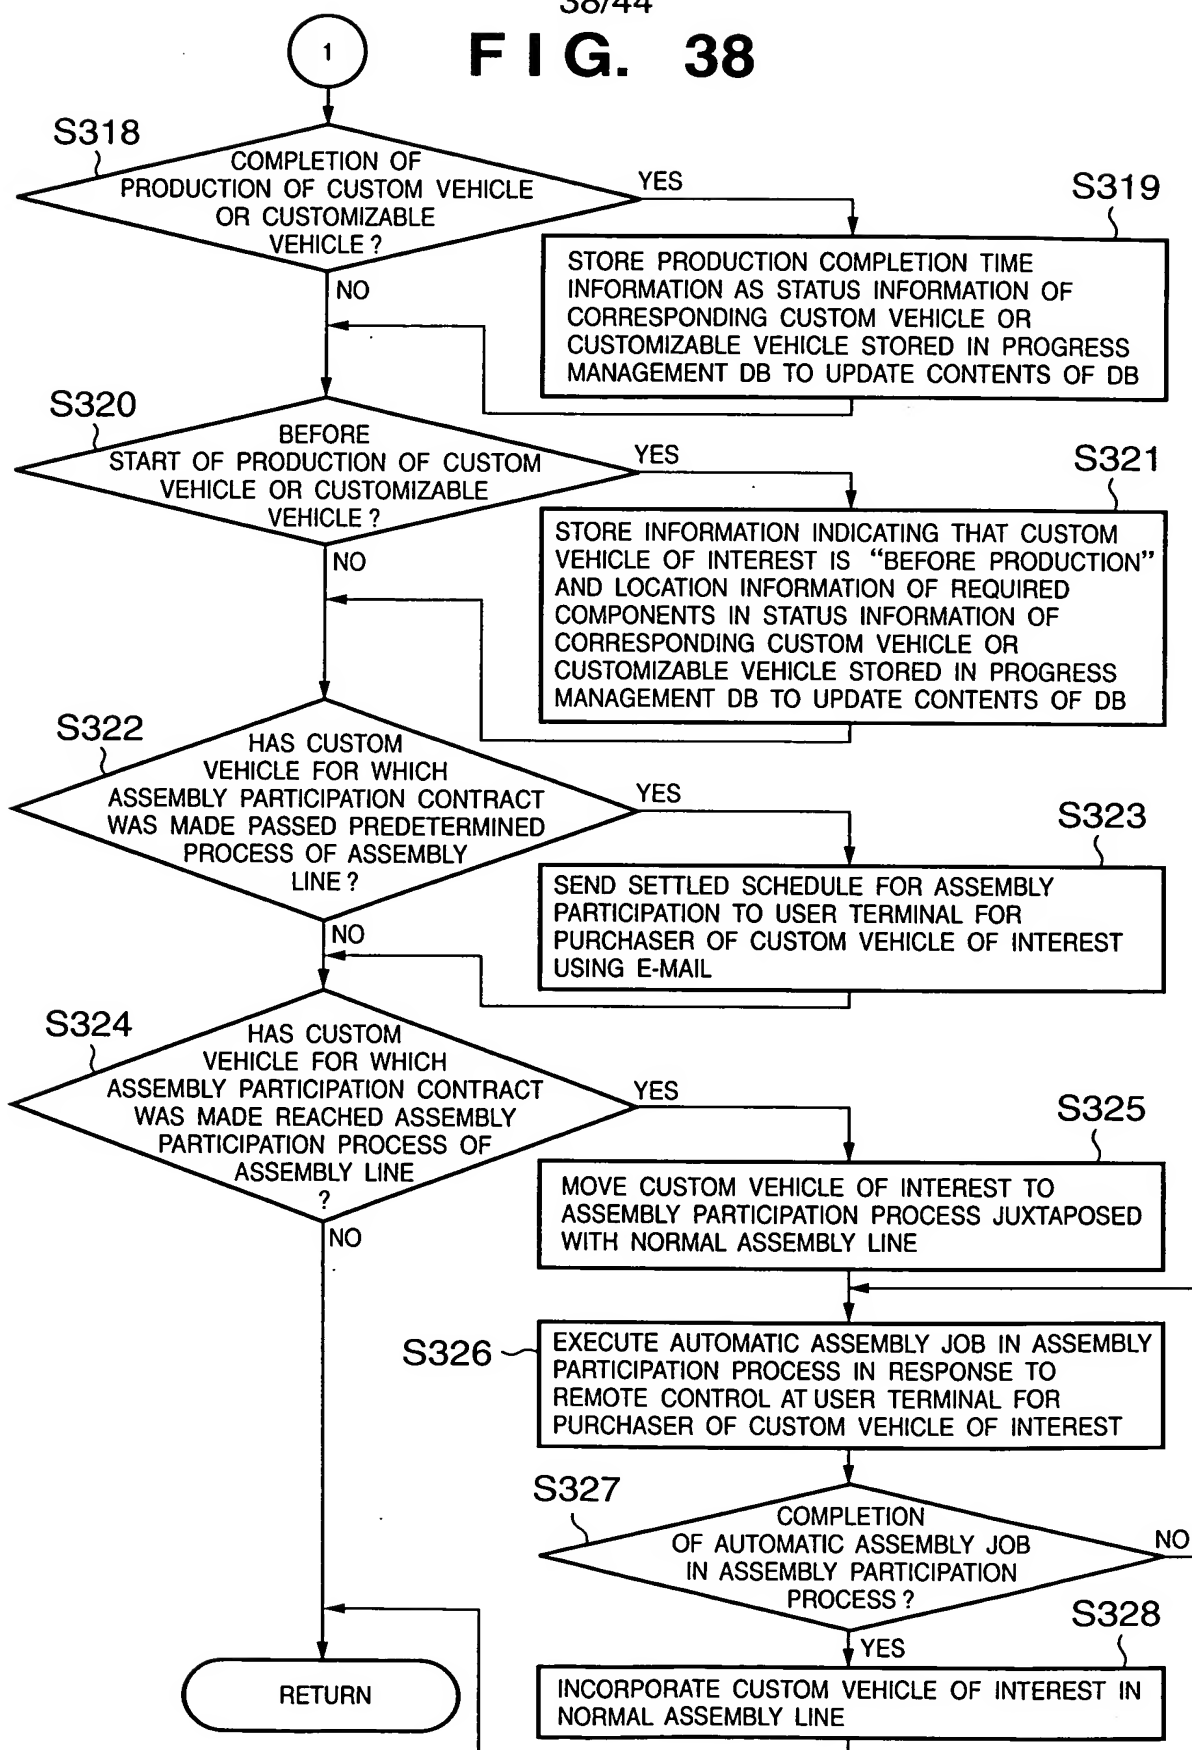 38/44
FIG. 38
1
S318
COMPLETION OF
PRODUCTION OF CUSTOM VEHICLE
OR CUSTOMIZABLE
VEHICLE?
YES
NO
S319
STORE PRODUCTION COMPLETION TIME
INFORMATION AS STATUS INFORMATION OF
CORRESPONDING CUSTOM VEHICLE OR
CUSTOMIZABLE VEHICLE STORED IN PROGRESS
MANAGEMENT DB TO UPDATE CONTENTS OF DB
S320
BEFORE
START OF PRODUCTION OF CUSTOM
VEHICLE OR CUSTOMIZABLE
VEHICLE?
YES
NO
S321
STORE INFORMATION INDICATING THAT CUSTOM
VEHICLE OF INTEREST IS “BEFORE PRODUCTION”
AND LOCATION INFORMATION OF REQUIRED
COMPONENTS IN STATUS INFORMATION OF
CORRESPONDING CUSTOM VEHICLE OR
CUSTOMIZABLE VEHICLE STORED IN PROGRESS
MANAGEMENT DB TO UPDATE CONTENTS OF DB
S322
HAS CUSTOM
VEHICLE FOR WHICH
ASSEMBLY PARTICIPATION CONTRACT
WAS MADE PASSED PREDETERMINED
PROCESS OF ASSEMBLY
LINE?
YES
NO
S323
SEND SETTLED SCHEDULE FOR ASSEMBLY
PARTICIPATION TO USER TERMINAL FOR
PURCHASER OF CUSTOM VEHICLE OF INTEREST
USING E-MAIL
S324
HAS CUSTOM
VEHICLE FOR WHICH
ASSEMBLY PARTICIPATION CONTRACT
WAS MADE REACHED ASSEMBLY
PARTICIPATION PROCESS OF
ASSEMBLY LINE
?
YES
NO
S325
MOVE CUSTOM VEHICLE OF INTEREST TO
ASSEMBLY PARTICIPATION PROCESS JUXTAPOSED
WITH NORMAL ASSEMBLY LINE
S326
EXECUTE AUTOMATIC ASSEMBLY JOB IN ASSEMBLY
PARTICIPATION PROCESS IN RESPONSE TO
REMOTE CONTROL AT USER TERMINAL FOR
PURCHASER OF CUSTOM VEHICLE OF INTEREST
S327
COMPLETION
OF AUTOMATIC ASSEMBLY JOB
IN ASSEMBLY PARTICIPATION
PROCESS?
NO
YES
S328
INCORPORATE CUSTOM VEHICLE OF INTEREST IN
NORMAL ASSEMBLY LINE
RETURN